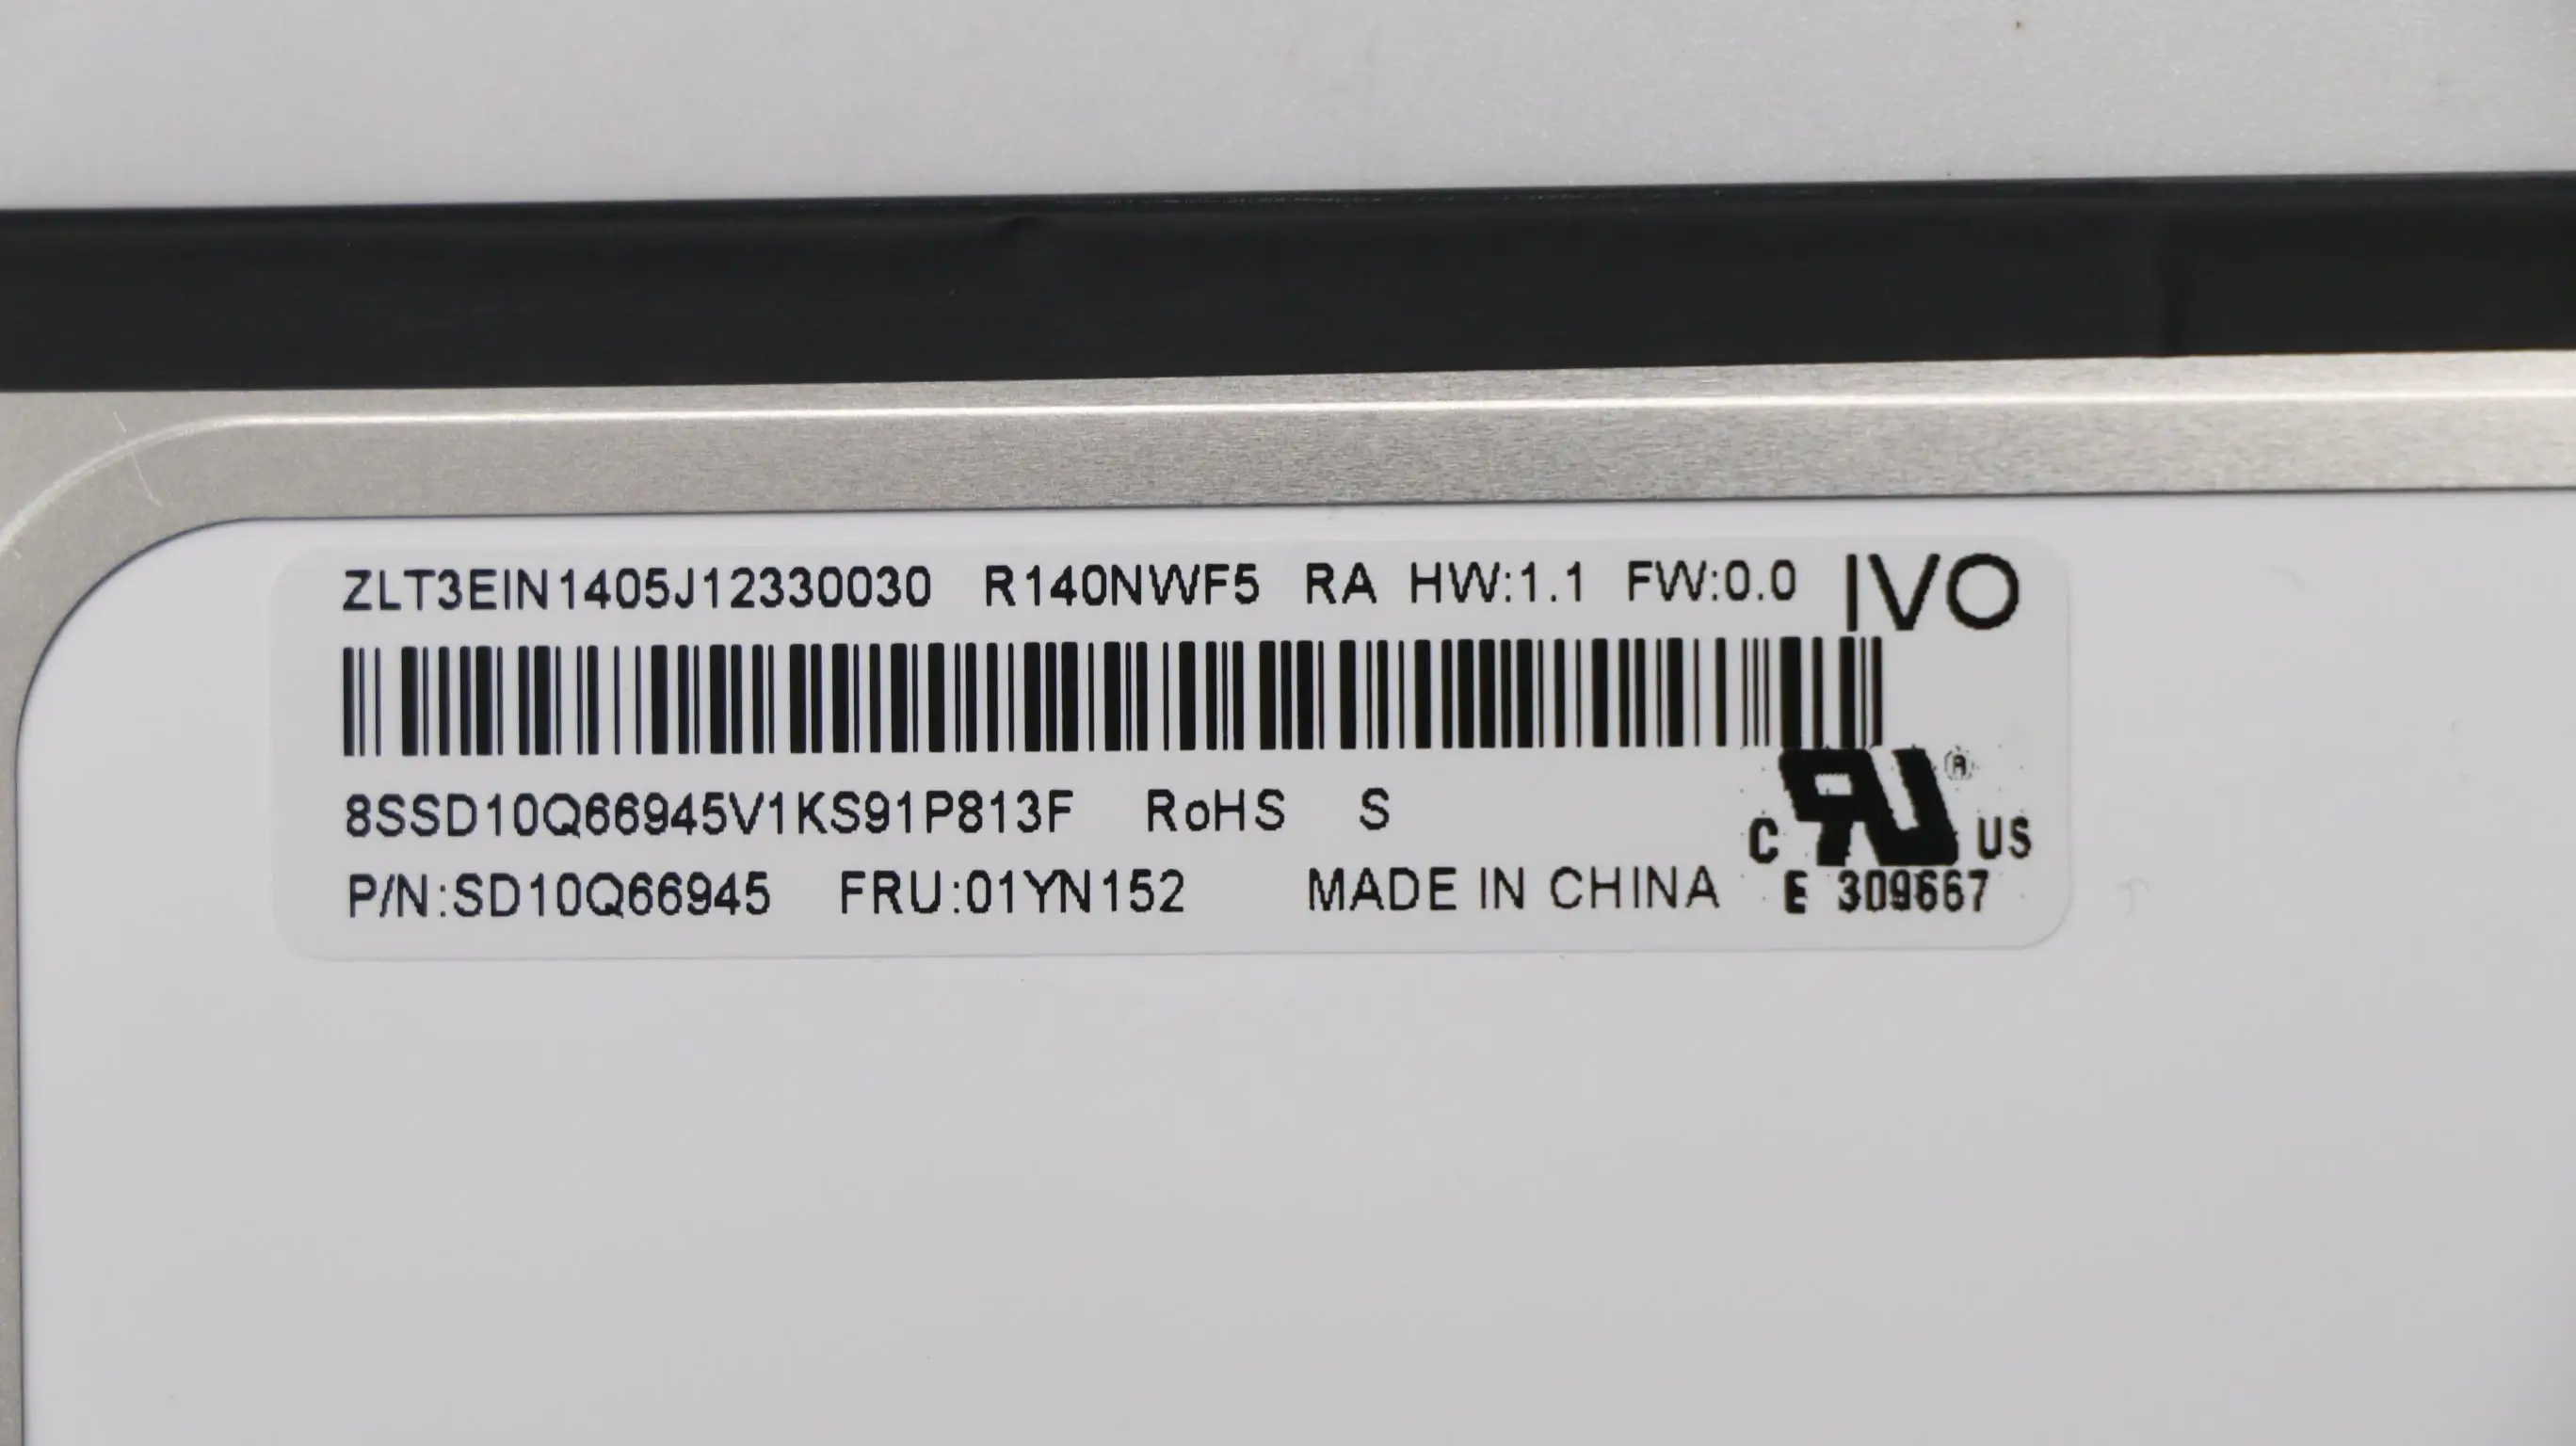 ZLT3EIN1405J12330030 R140NWF5 RA HW:1.1 FW:0.0 IVO
8SSD10Q66945V1KS91P813F RoHS S
C RU ® US
P/N:SD10Q66945 FRU:01YN152 MADE IN CHINA E 309667